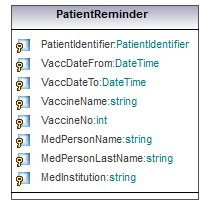 PatientReminder
PatientIdentifier:PatientIdentifier
VaccDateFrom:DateTime
VaccDateTo:DateTime
VaccineName:string
VaccineNo:int
MedPersonName:string
MedPersonLastName:string
MedInstitution:string